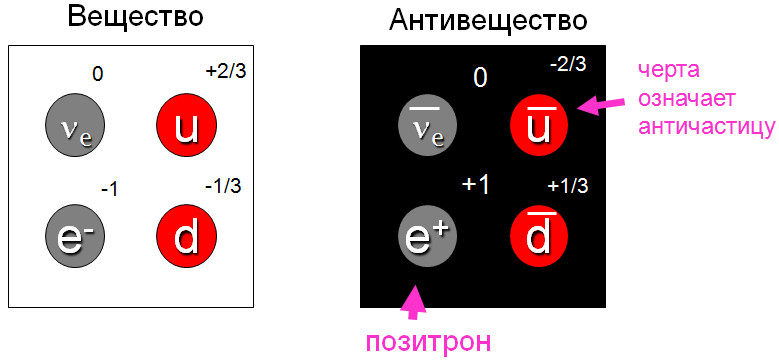 Вещество
0 +2/3
νe u
-1 -1/3
e- d
Антивещество
0 -2/3
ν̅e u̅
+1 +1/3
e+ d̅
черта
означает
античастицу
позитрон